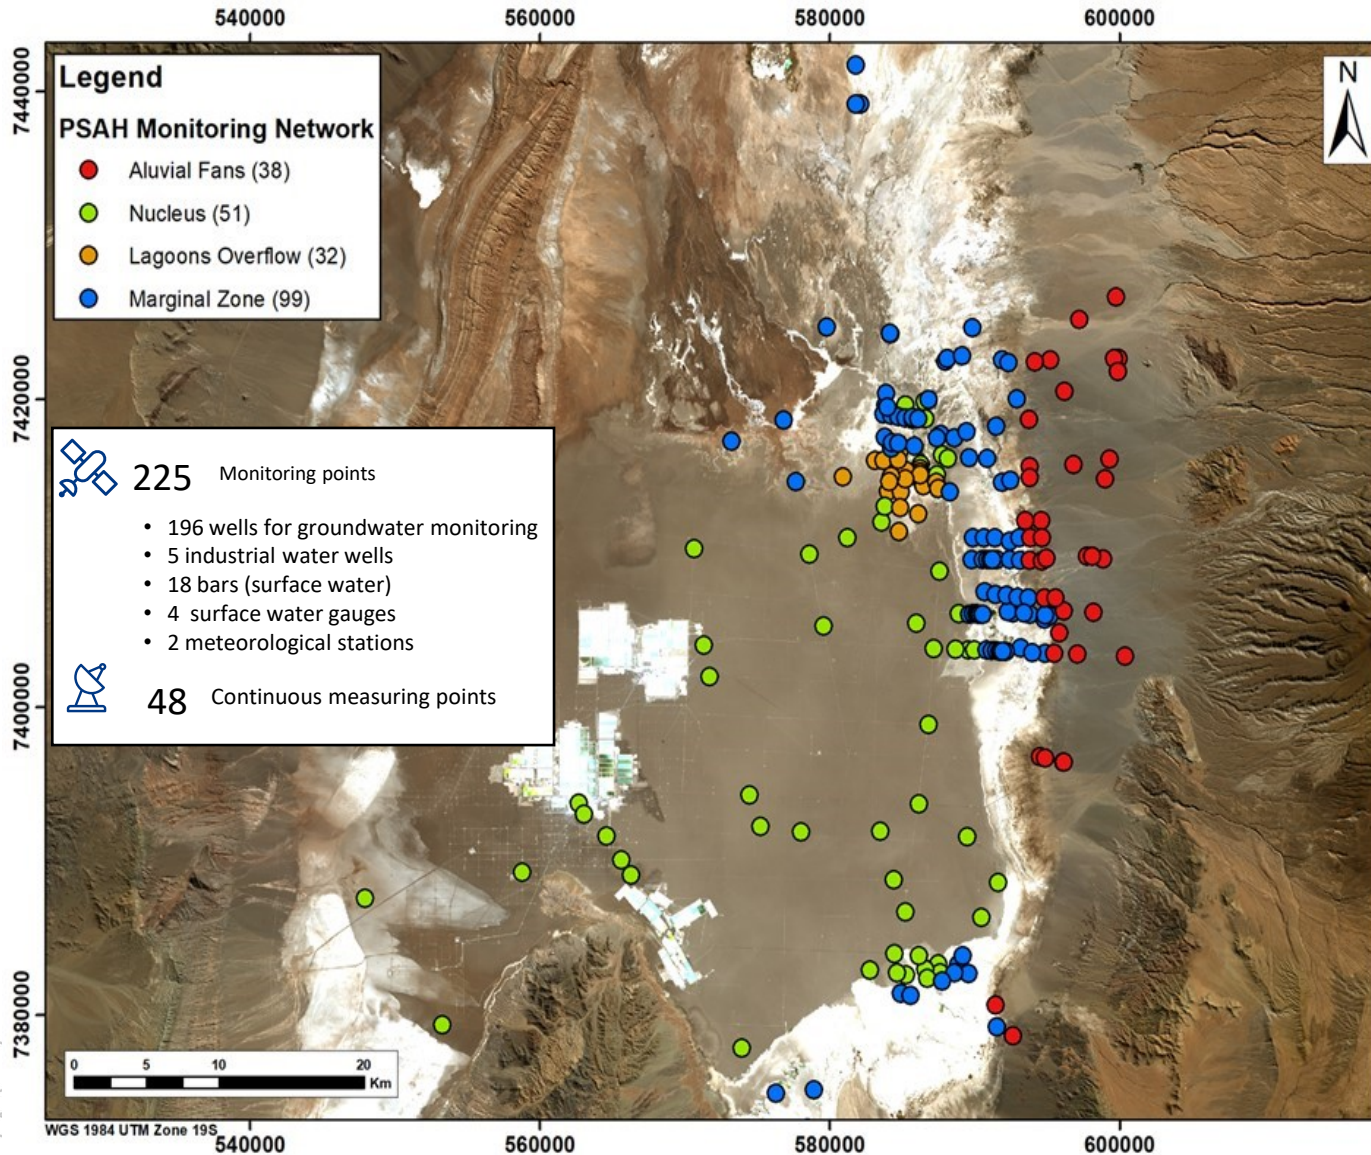 540000 560000 580000 600000
Legend
PSAH Monitoring Network
Aluvial Fans (38)
Nucleus (51)
Lagoons Overflow (32)
Marginal Zone (99)
N
7440000
7420000
7400000
7380000
225 Monitoring points
• 196 wells for groundwater monitoring
• 5 industrial water wells
• 18 bars (surface water)
• 4 surface water gauges
• 2 meteorological stations
48 Continuous measuring points
0 5 10 20
Km
WGS 1984 UTM Zone 19S
540000 560000 580000 600000